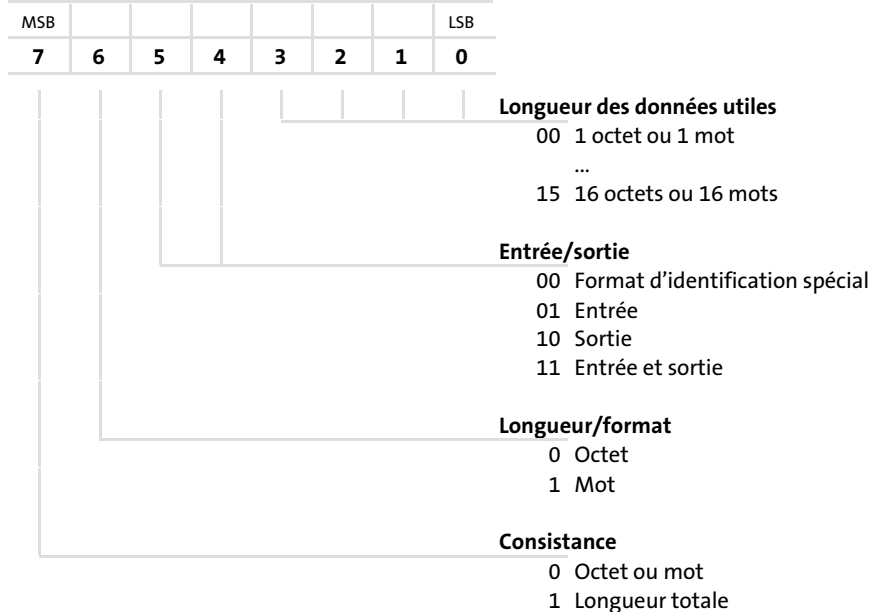 MSB LSB
7 6 5 4 3 2 1 0
Longueur des données utiles
00 1 octet ou 1 mot
...
15 16 octets ou 16 mots
Entrée/sortie
00 Format d’identification spécial
01 Entrée
10 Sortie
11 Entrée et sortie
Longueur/format
0 Octet
1 Mot
Consistance
0 Octet ou mot
1 Longueur totale